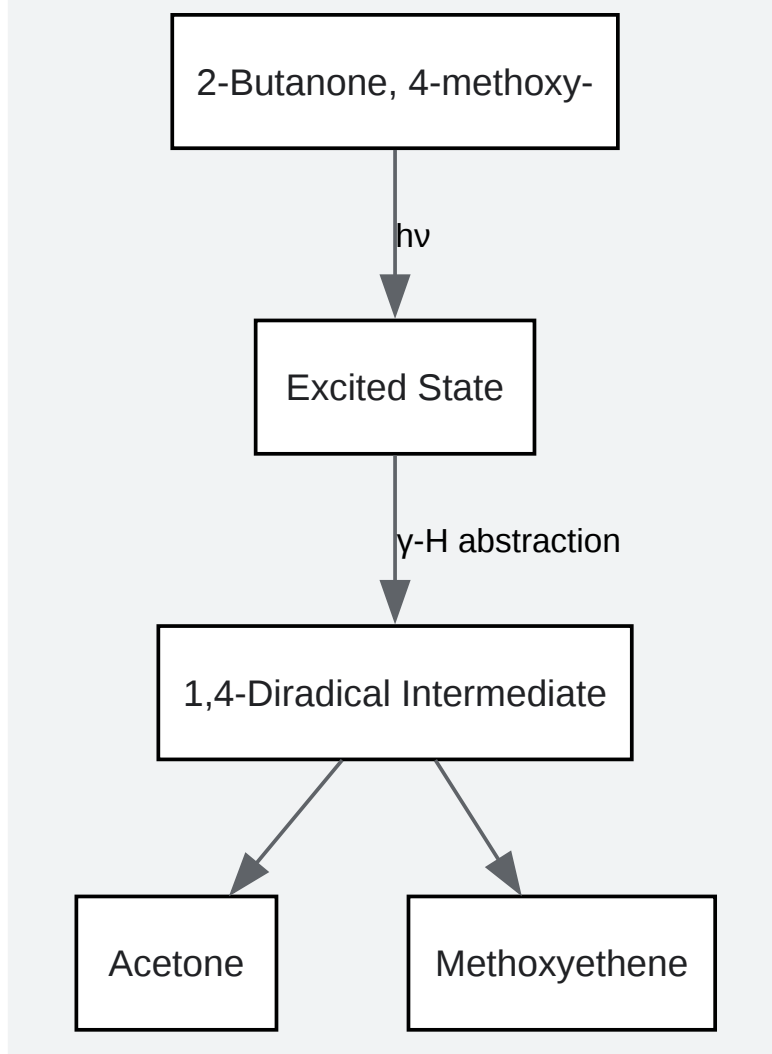 2-Butanone, 4-methoxy-
hν
Excited State
γ-H abstraction
1,4-Diradical Intermediate
Acetone
Methoxyethene